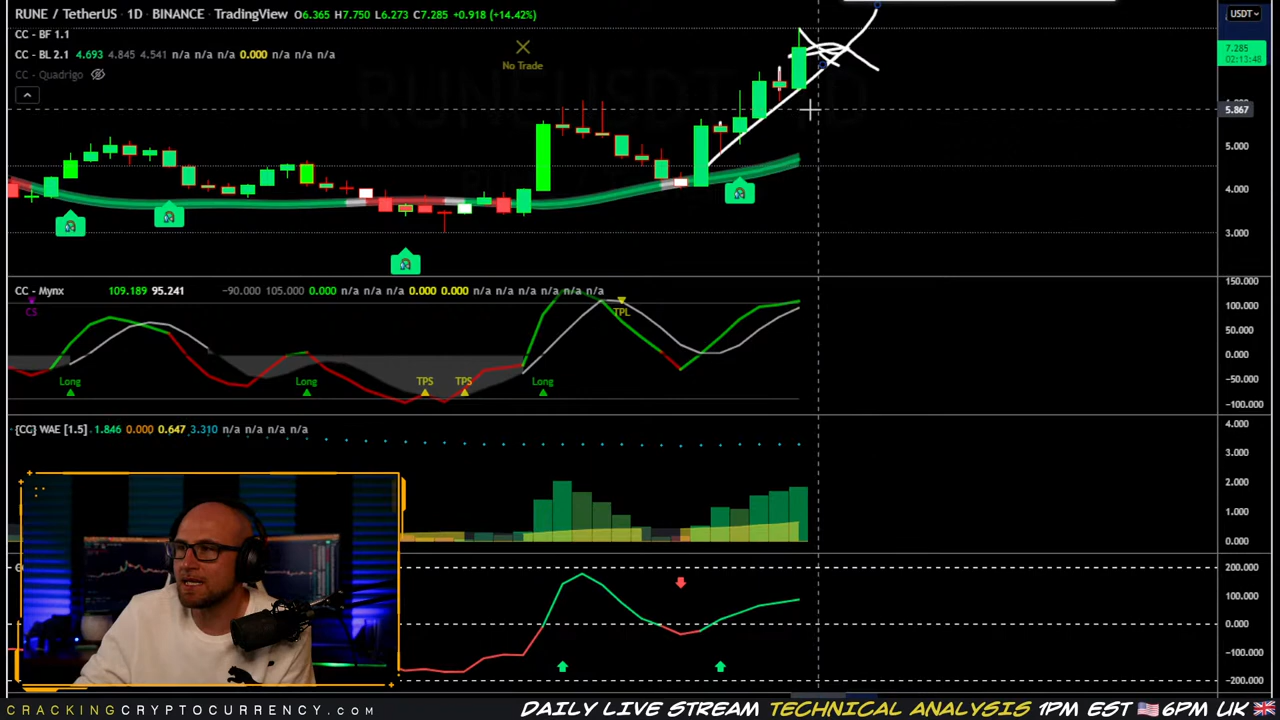 RUNE / TetherUS · 1D · BINANCE · TradingView O6.365 H7.750 L6.273 C7.285 +0.918 (+14.42%)
USDT
CC - BF 1.1
CC - BL 2.1 4.693 4.845 4.541 n/a n/a n/a 0.000 n/a n/a n/a
CC - Quadrigo
No Trade
7.285
02:13:48
5.867
5.000
4.000
3.000
CC - Mynx 109.189 95.241 −90.000 105.000 0.000 n/a n/a n/a 0.000 0.000 n/a n/a n/a n/a n/a
CS
TPL
Long
Long
TPS
TPS
Long
150.000
100.000
50.000
0.000
−50.000
−100.000
{CC} WAE [1.5] 1.846 0.000 0.647 3.310 n/a n/a n/a n/a
4.000
3.000
2.000
1.000
0.000
200.000
100.000
0.000
−100.000
−200.000
CRACKINGCRYPTOCURRENCY.com
DAILY LIVE STREAM TECHNICAL ANALYSIS 1PM EST 6PM UK